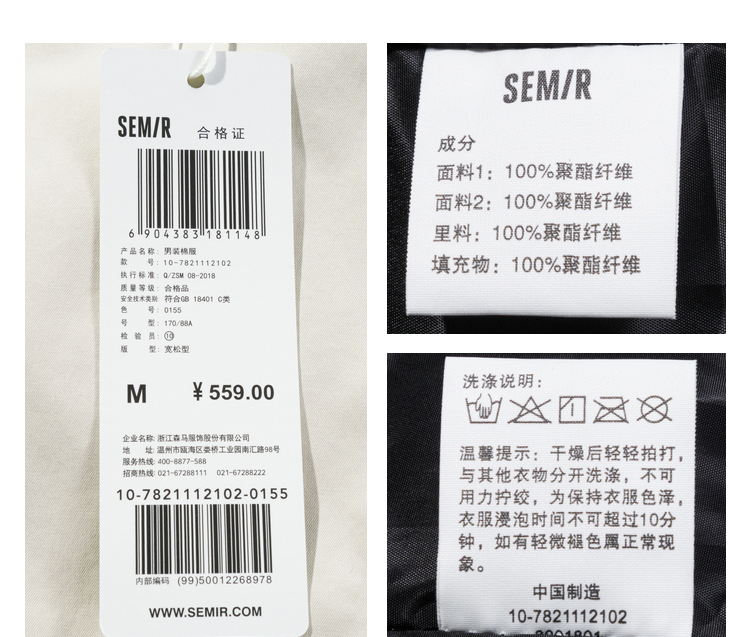 SEMIR 合格证
6 904383 181148
产品名称: 男装棉服
款 号: 10-7821112102
执行标准: Q/ZSM 08-2018
质量等级: 合格品
安全技术类别: 符合GB 18401 C类
色 号: 0155
号 型: 170/88A
检 验 员: ⑩
版 型: 宽松型
M ¥ 559.00
企业名称: 浙江森马服饰股份有限公司
地 址: 温州市瓯海区娄桥工业园南汇路98号
服务热线: 400-8877-588
招商热线: 021-67288111 021-67288222
10-7821112102-0155
内部编码 (99)50012268978
WWW.SEMIR.COM
SEMIR
成分
面料1: 100%聚酯纤维
面料2: 100%聚酯纤维
里料: 100%聚酯纤维
填充物: 100%聚酯纤维
洗涤说明:
温馨提示: 干燥后轻轻拍打,
与其他衣物分开洗涤, 不可
用力拧绞, 为保持衣服色泽,
衣服浸泡时间不可超过10分
钟, 如有轻微褪色属正常现
象。
中国制造
10-7821112102